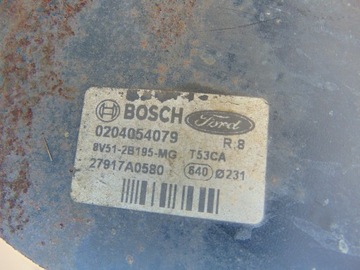 BOSCH Ford
0204054079 R.8
8V51-2B195-MG T53CA
27917A0580 840 Ø231